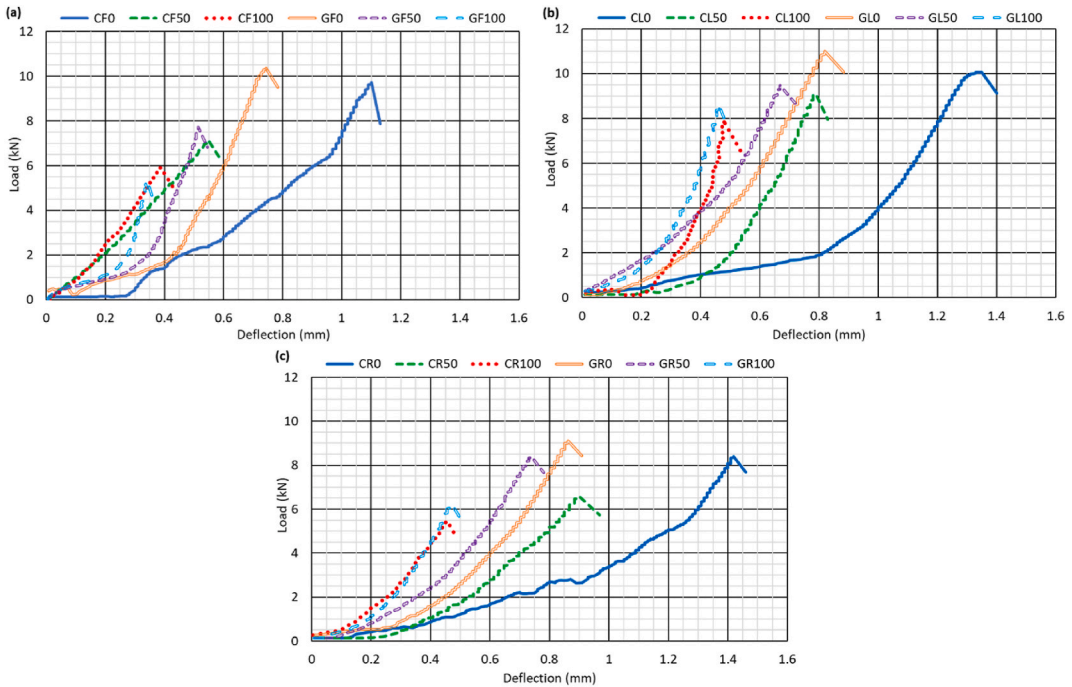 (a)
CF0 CF50 CF100 GF0 GF50 GF100
12
10
8
6
4
2
0
Load (kN)
0 0.2 0.4 0.6 0.8 1 1.2 1.4 1.6
Deflection (mm)
(b)
CL0 CL50 CL100 GL0 GL50 GL100
12
10
8
6
4
2
0
Load (kN)
0 0.2 0.4 0.6 0.8 1 1.2 1.4 1.6
Deflection (mm)
(c)
CR0 CR50 CR100 GR0 GR50 GR100
12
10
8
6
4
2
0
Load (kN)
0 0.2 0.4 0.6 0.8 1 1.2 1.4 1.6
Deflection (mm)